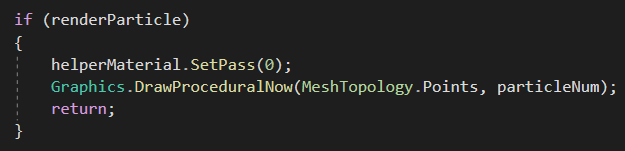 if (renderParticle)
{
    helperMaterial.SetPass(0);
    Graphics.DrawProceduralNow(MeshTopology.Points, particleNum);
    return;
}